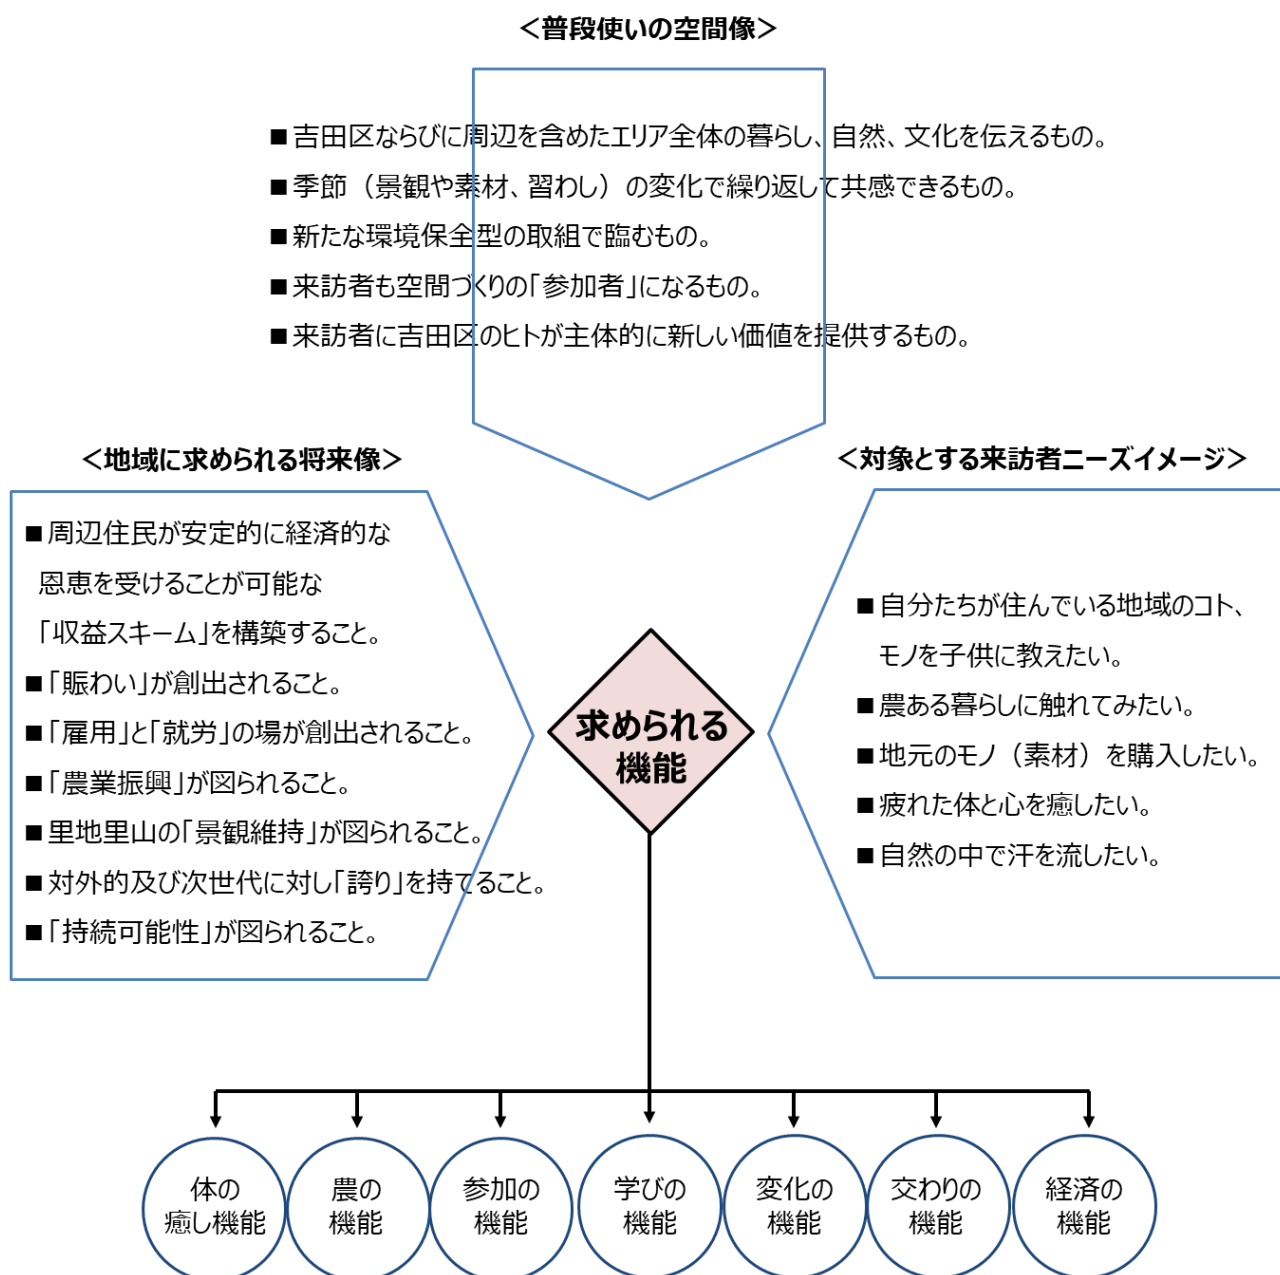 ＜普段使いの空間像＞
■ 吉田区ならびに周辺を含めたエリア全体の暮らし、自然、文化を伝えるもの。
■ 季節（景観や素材、習わし）の変化で繰り返して共感できるもの。
■ 新たな環境保全型の取組で臨むもの。
■ 来訪者も空間づくりの「参加者」になるもの。
■ 来訪者に吉田区のヒトが主体的に新しい価値を提供するもの。
＜地域に求められる将来像＞
■ 周辺住民が安定的に経済的な
恩恵を受けることが可能な
「収益スキーム」を構築すること。
■ 「賑わい」が創出されること。
■ 「雇用」と「就労」の場が創出されること。
■ 「農業振興」が図られること。
■ 里地里山の「景観維持」が図られること。
■ 対外的及び次世代に対し「誇り」を持てること。
■ 「持続可能性」が図られること。
＜対象とする来訪者ニーズイメージ＞
■ 自分たちが住んでいる地域のコト、
モノを子供に教えたい。
■ 農ある暮らしに触れてみたい。
■ 地元のモノ（素材）を購入したい。
■ 疲れた体と心を癒したい。
■ 自然の中で汗を流したい。
求められる
機能
体の
癒し機能
農の
機能
参加の
機能
学びの
機能
変化の
機能
交わりの
機能
経済の
機能